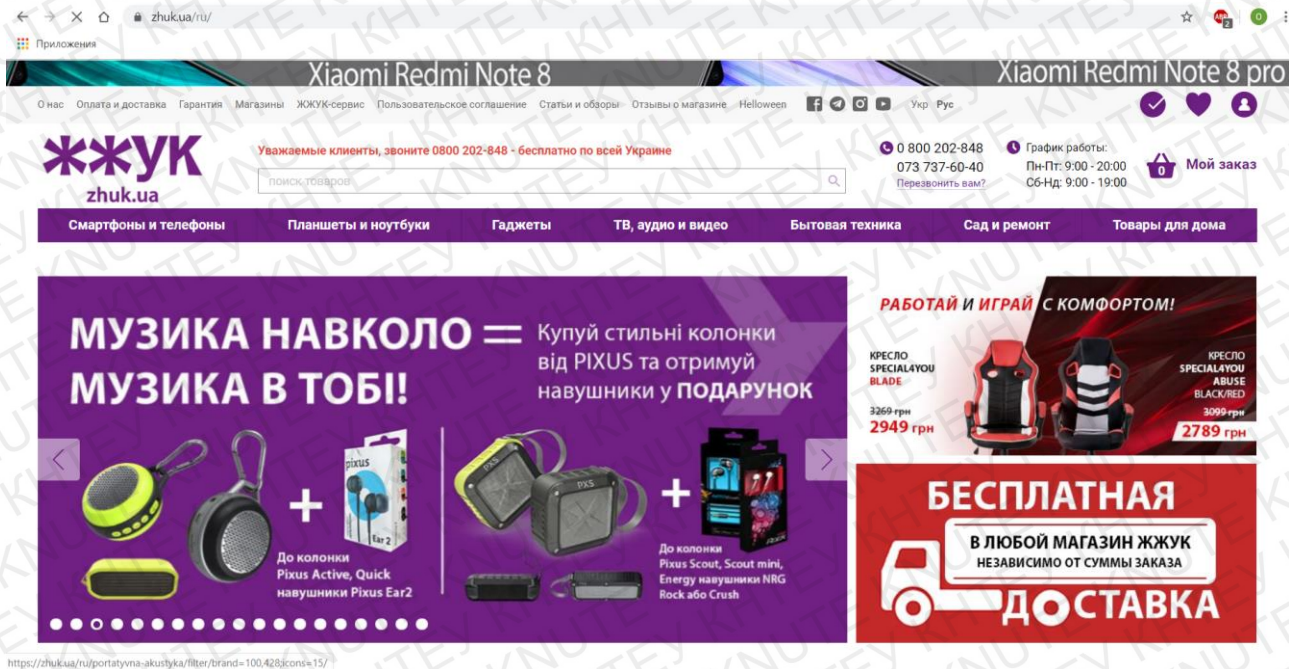 zhuk.ua/ru/
Приложения
Xiaomi Redmi Note 8
Xiaomi Redmi Note 8 pro
О нас Оплата и доставка Гарантия Магазины ЖЖУК-сервис Пользовательское соглашение Статьи и обзоры Отзывы о магазине Helloween Укр Рус
ЖЖУК
zhuk.ua
Уважаемые клиенты, звоните 0800 202-848 - бесплатно по всей Украине
поиск товаров
0 800 202-848
073 737-60-40
Перезвонить вам?
График работы:
Пн-Пт: 9:00 - 20:00
Сб-Нд: 9:00 - 19:00
0
Мой заказ
Смартфоны и телефоны Планшеты и ноутбуки Гаджеты ТВ, аудио и видео Бытовая техника Сад и ремонт Товары для дома
МУЗИКА НАВКОЛО =
МУЗИКА В ТОБІ!
Купуй стильні колонки
від PIXUS та отримуй
навушники у ПОДАРУНОК
pixus
Ear 2
+
До колонки
Pixus Active, Quick
навушники Pixus Ear2
PXS
PXS
+
До колонки
Pixus Scout, Scout mini,
Energy навушники NRG
Rock або Crush
РАБОТАЙ И ИГРАЙ С КОМФОРТОМ!
КРЕСЛО
SPECIAL4YOU
BLADE
3269 грн
2949 грн
КРЕСЛО
SPECIAL4YOU
ABUSE
BLACK/RED
3099 грн
2789 грн
БЕСПЛАТНАЯ
В ЛЮБОЙ МАГАЗИН ЖЖУК
НЕЗАВИСИМО ОТ СУММЫ ЗАКАЗА
ДОСТАВКА
https://zhuk.ua/ru/portatyvna-akustyka/filter/brand=100,428;icons=15/